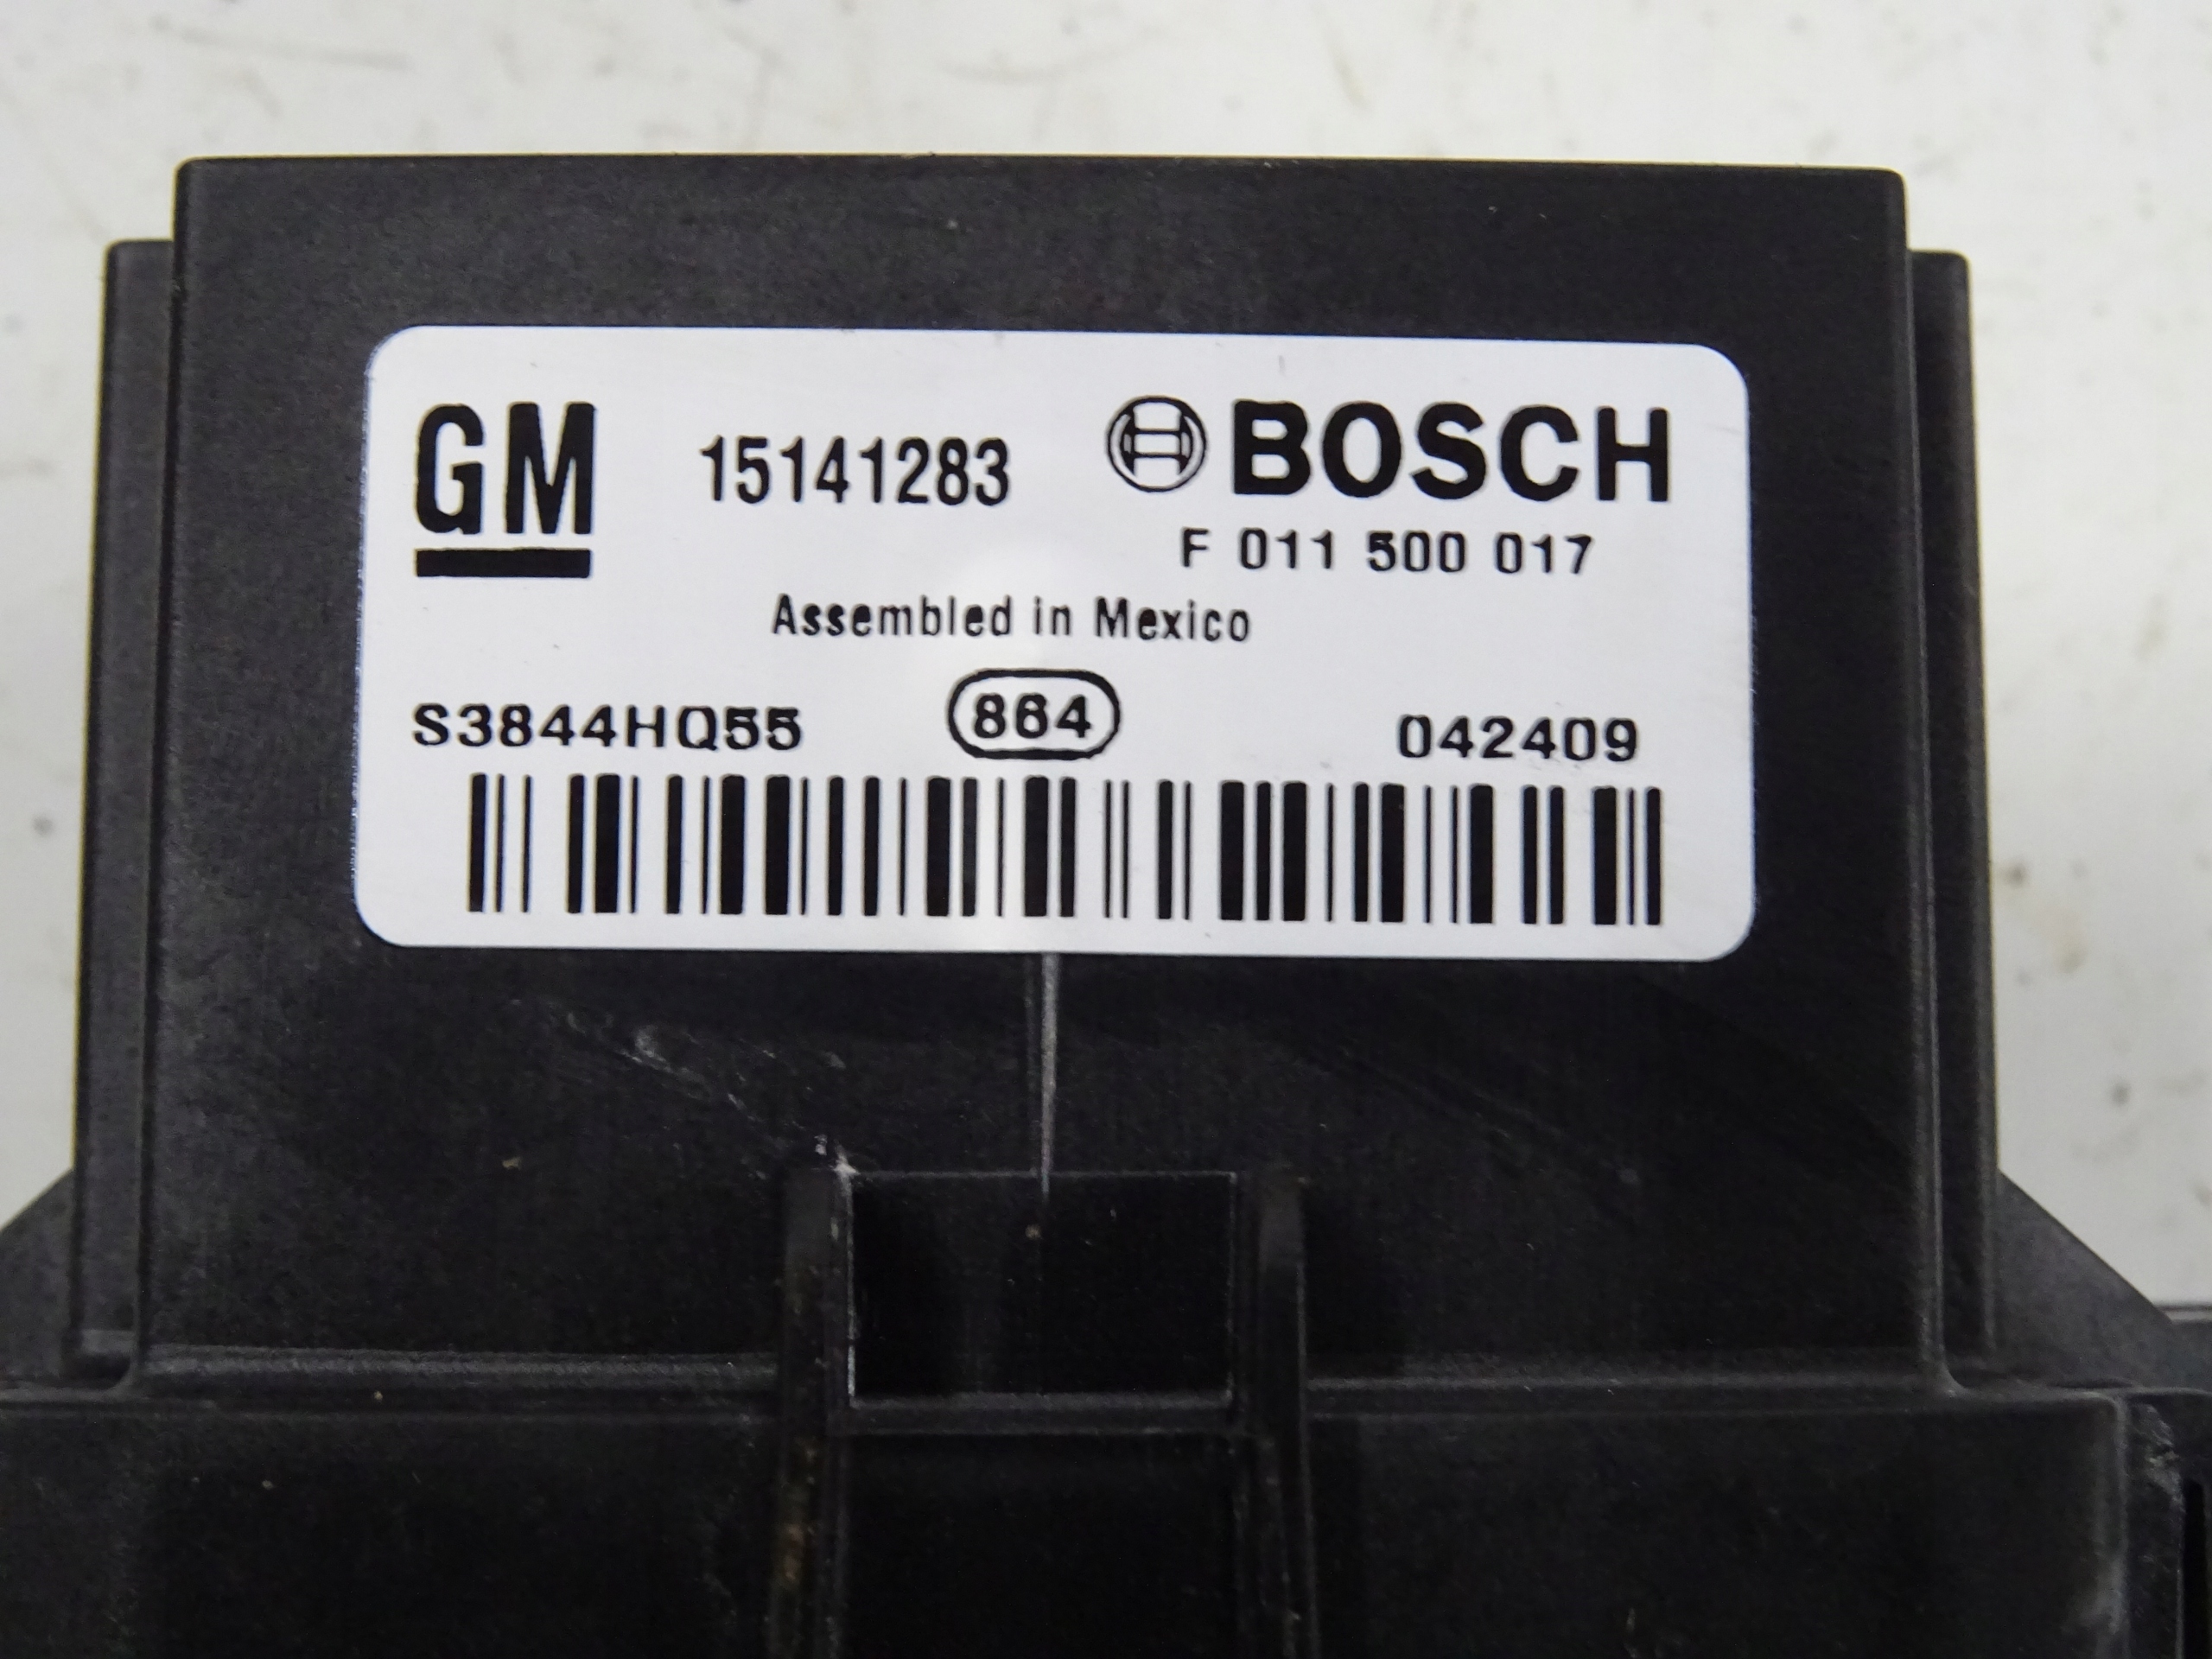 GM 15141283 BOSCH
F 011 500 017
Assembled in Mexico
S3844HQ55 864 042409